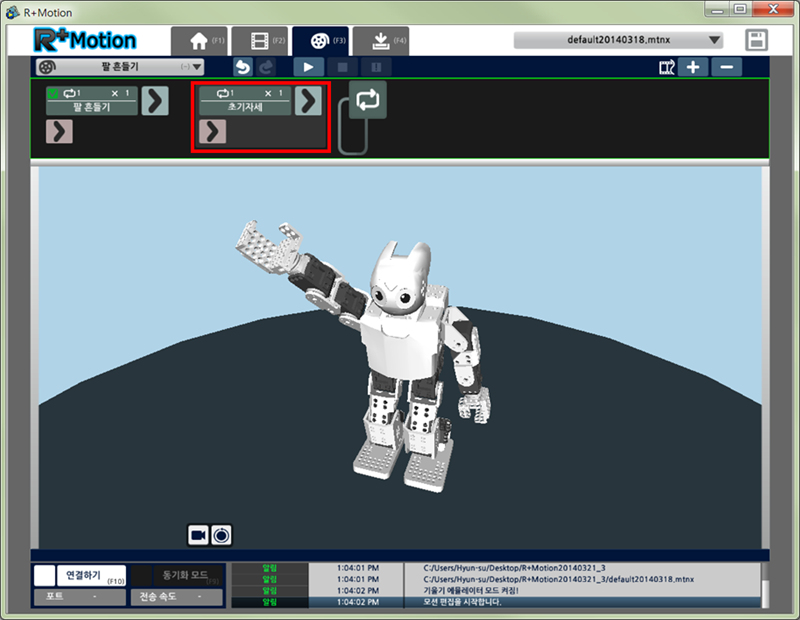 R+Motion
R+Motion (F1) (F2) (F3) (F4) default20140318.mtnx
팔 흔들기 (-)
1 × 1
팔 흔들기
1 × 1
초기자세
연결하기 (F10) 동기화 모드 (F9)
포트 - 전송 속도 -
알림 1:04:01 PM C:/Users/Hyun-su/Desktop/R+Motion20140321_3
알림 1:04:01 PM C:/Users/Hyun-su/Desktop/R+Motion20140321_3/default20140318.mtnx
알림 1:04:02 PM 기울기 에뮬레이터 모드 켜짐!
알림 1:04:02 PM 모션 편집을 시작합니다.